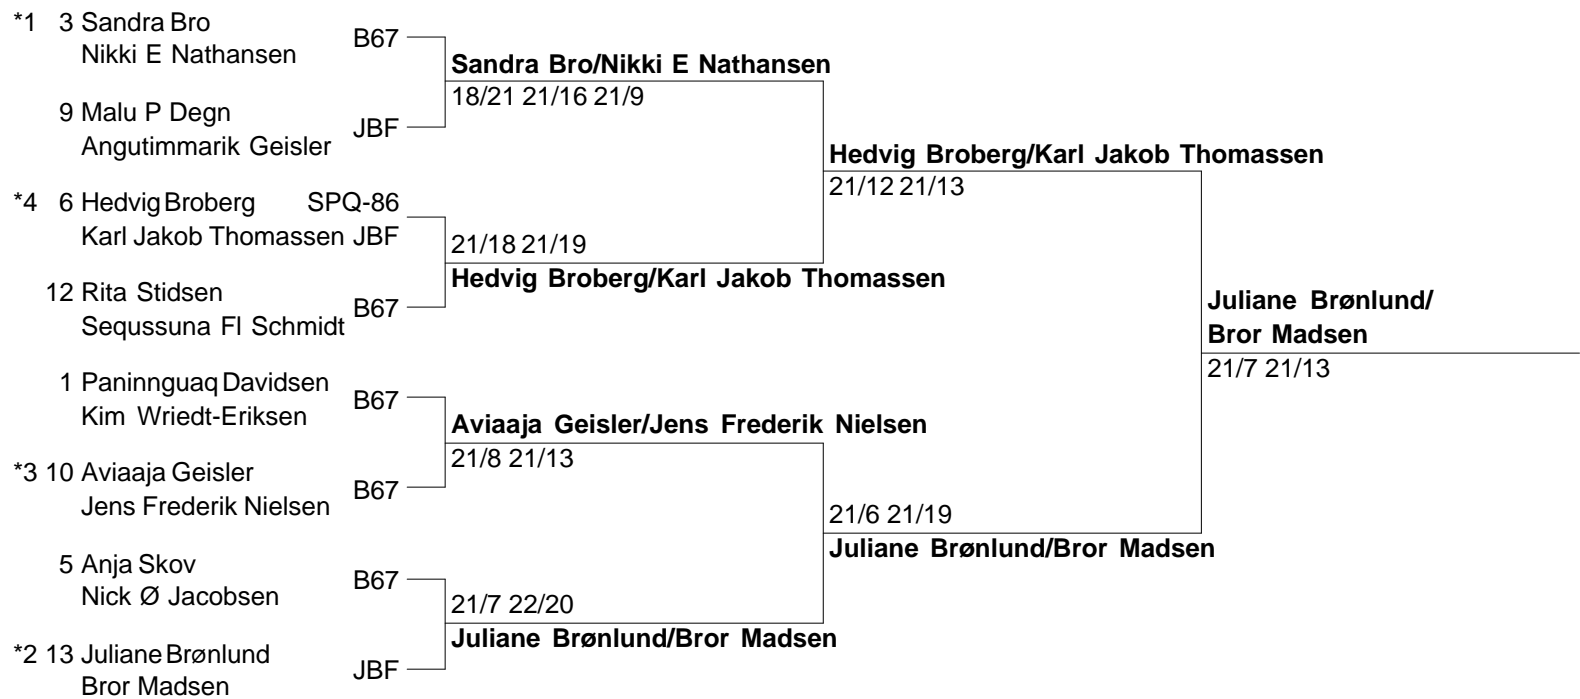 *1 3 Sandra Bro
Nikki E Nathansen B67
9 Malu P Degn
Angutimmarik Geisler JBF
*4 6 Hedvig Broberg SPQ-86
Karl Jakob Thomassen JBF
12 Rita Stidsen
Sequssuna Fl Schmidt B67
1 Paninnguaq Davidsen
Kim Wriedt-Eriksen B67
*3 10 Aviaaja Geisler
Jens Frederik Nielsen B67
5 Anja Skov
Nick Ø Jacobsen B67
*2 13 Juliane Brønlund
Bror Madsen JBF
Sandra Bro/Nikki E Nathansen
18/21 21/16 21/9
21/18 21/19
Hedvig Broberg/Karl Jakob Thomassen
Aviaaja Geisler/Jens Frederik Nielsen
21/8 21/13
21/7 22/20
Juliane Brønlund/Bror Madsen
Hedvig Broberg/Karl Jakob Thomassen
21/12 21/13
21/6 21/19
Juliane Brønlund/Bror Madsen
Juliane Brønlund/
Bror Madsen
21/7 21/13